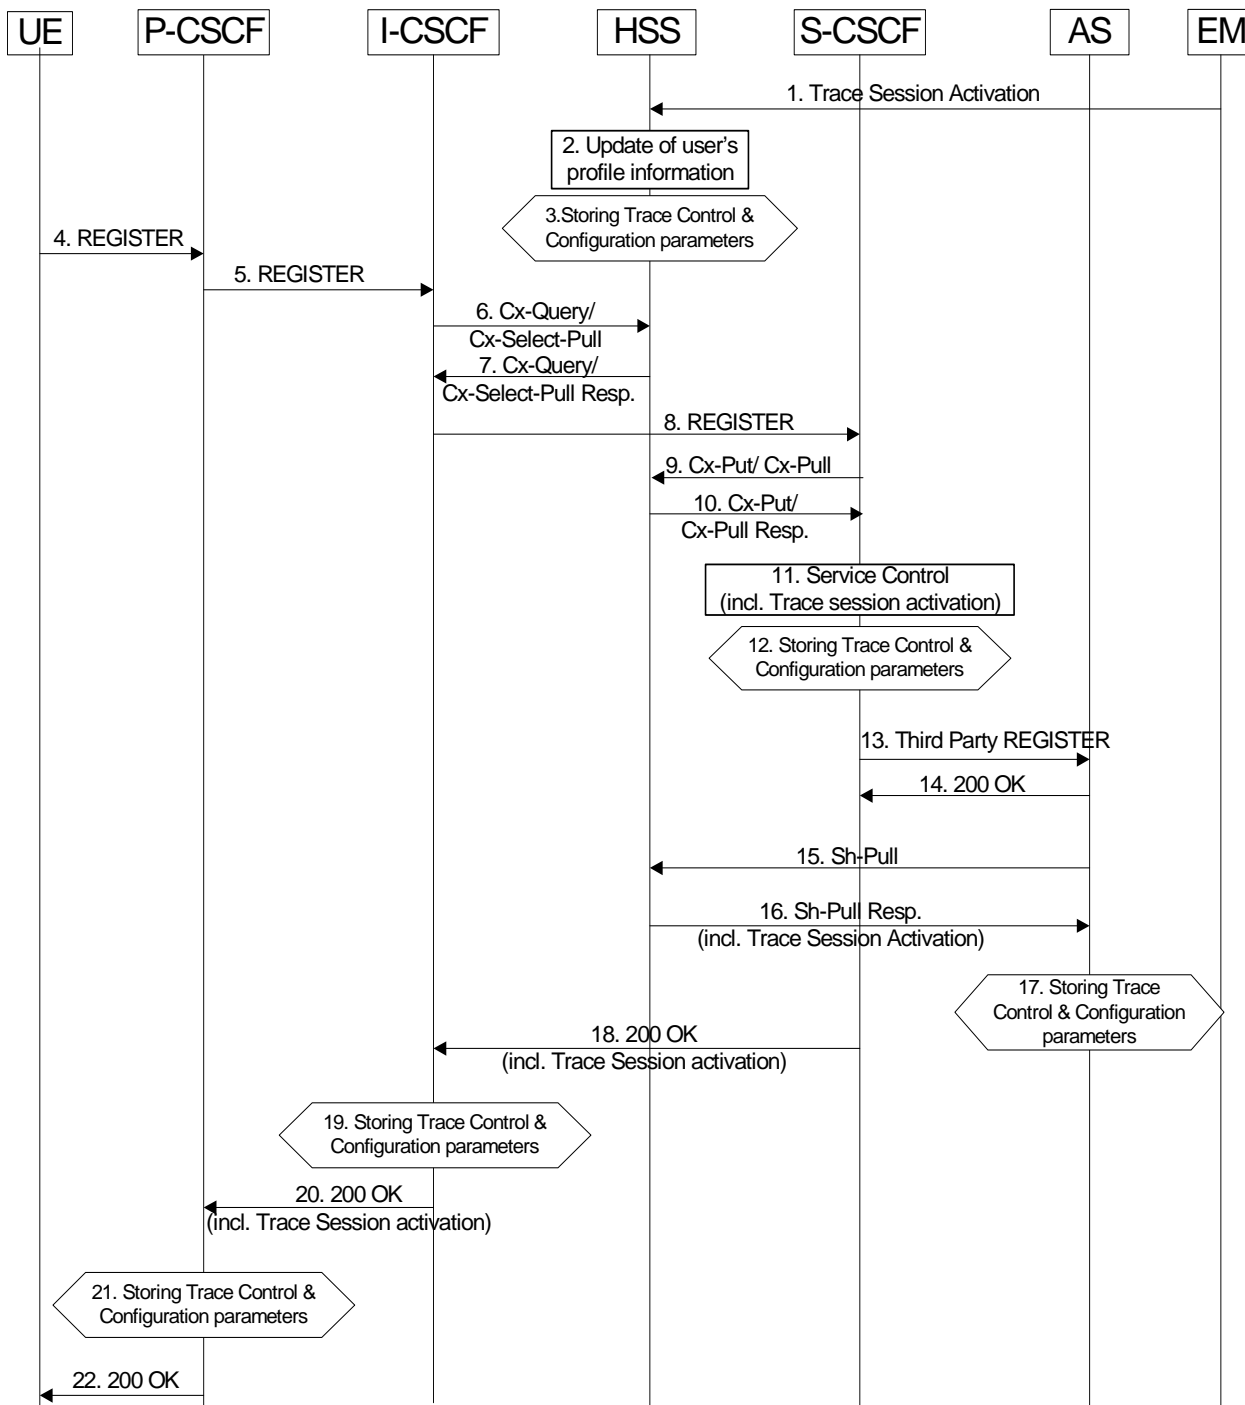 UE
P-CSCF
I-CSCF
HSS
S-CSCF
AS
EM
1. Trace Session Activation
2. Update of user's
profile information
3.Storing Trace Control &
Configuration parameters
4. REGISTER
5. REGISTER
6. Cx-Query/
Cx-Select-Pull
7. Cx-Query/
Cx-Select-Pull Resp.
8. REGISTER
9. Cx-Put/ Cx-Pull
10. Cx-Put/
Cx-Pull Resp.
11. Service Control
(incl. Trace session activation)
12. Storing Trace Control &
Configuration parameters
13. Third Party REGISTER
14. 200 OK
15. Sh-Pull
16. Sh-Pull Resp.
(incl. Trace Session Activation)
17. Storing Trace
Control & Configuration
parameters
18. 200 OK
(incl. Trace Session activation)
19. Storing Trace Control &
Configuration parameters
20. 200 OK
(incl. Trace Session activation)
21. Storing Trace Control &
Configuration parameters
22. 200 OK